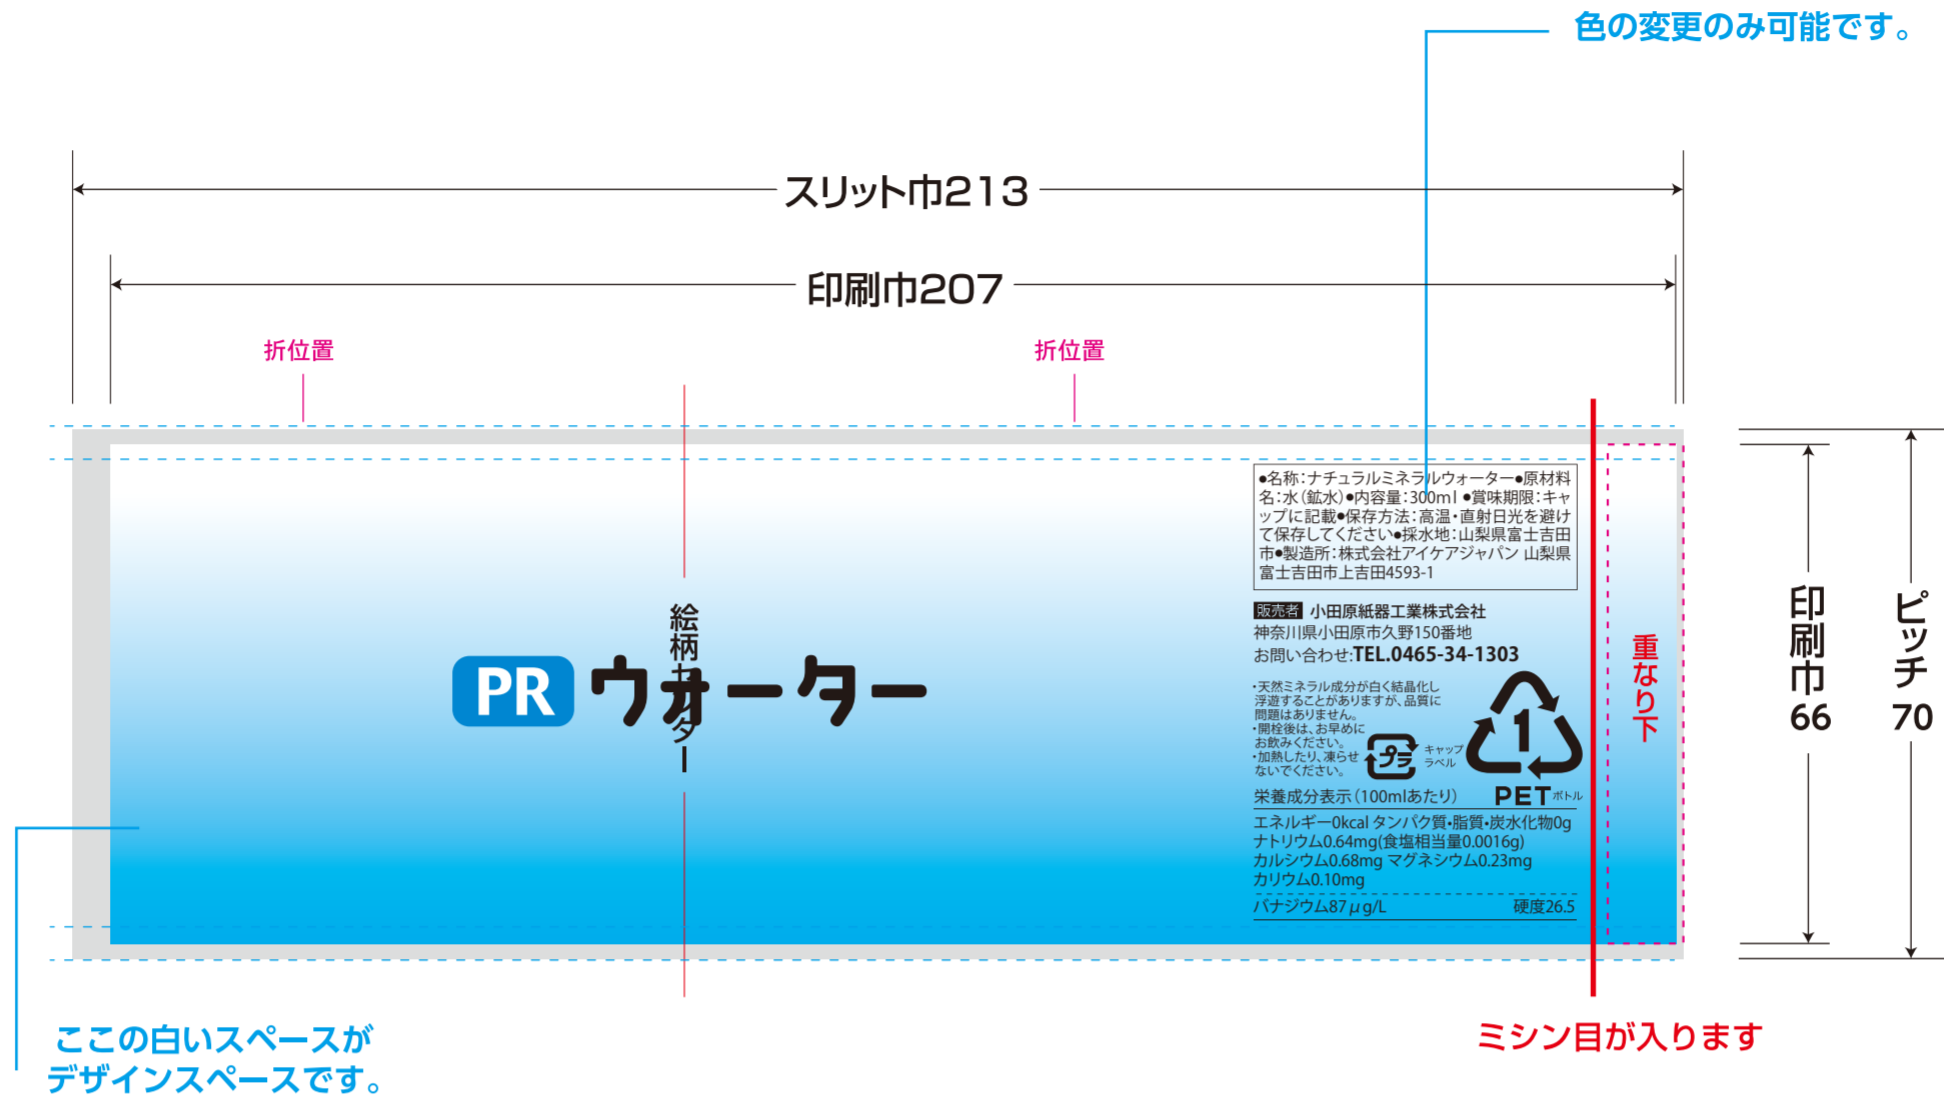 色の変更のみ可能です。
スリット巾213
印刷巾207
折位置
折位置
絵柄センター
PR ウォーター
●名称：ナチュラルミネラルウォーター●原材料
名：水（鉱水）●内容量：300ml ●賞味期限：キャ
ップに記載●保存方法：高温・直射日光を避け
て保存してください●採水地：山梨県富士吉田
市●製造所：株式会社アイケアジャパン 山梨県
富士吉田市上吉田4593-1
販売者 小田原紙器工業株式会社
神奈川県小田原市久野150番地
お問い合わせ:TEL.0465-34-1303
・天然ミネラル成分が白く結晶化し
浮遊することがありますが、品質に
問題はありません。
・開栓後は、お早めに
お飲みください。
・加熱したり、凍らせ
ないでください。
プラ
キャップ
ラベル
1
PET ボトル
栄養成分表示（100mlあたり）
エネルギー0kcal タンパク質・脂質・炭水化物0g
ナトリウム0.64mg(食塩相当量0.0016g)
カルシウム0.68mg マグネシウム0.23mg
カリウム0.10mg
バナジウム87μg/L 硬度26.5
重なり下
印刷巾 66
ピッチ 70
ここの白いスペースが
デザインスペースです。
ミシン目が入ります